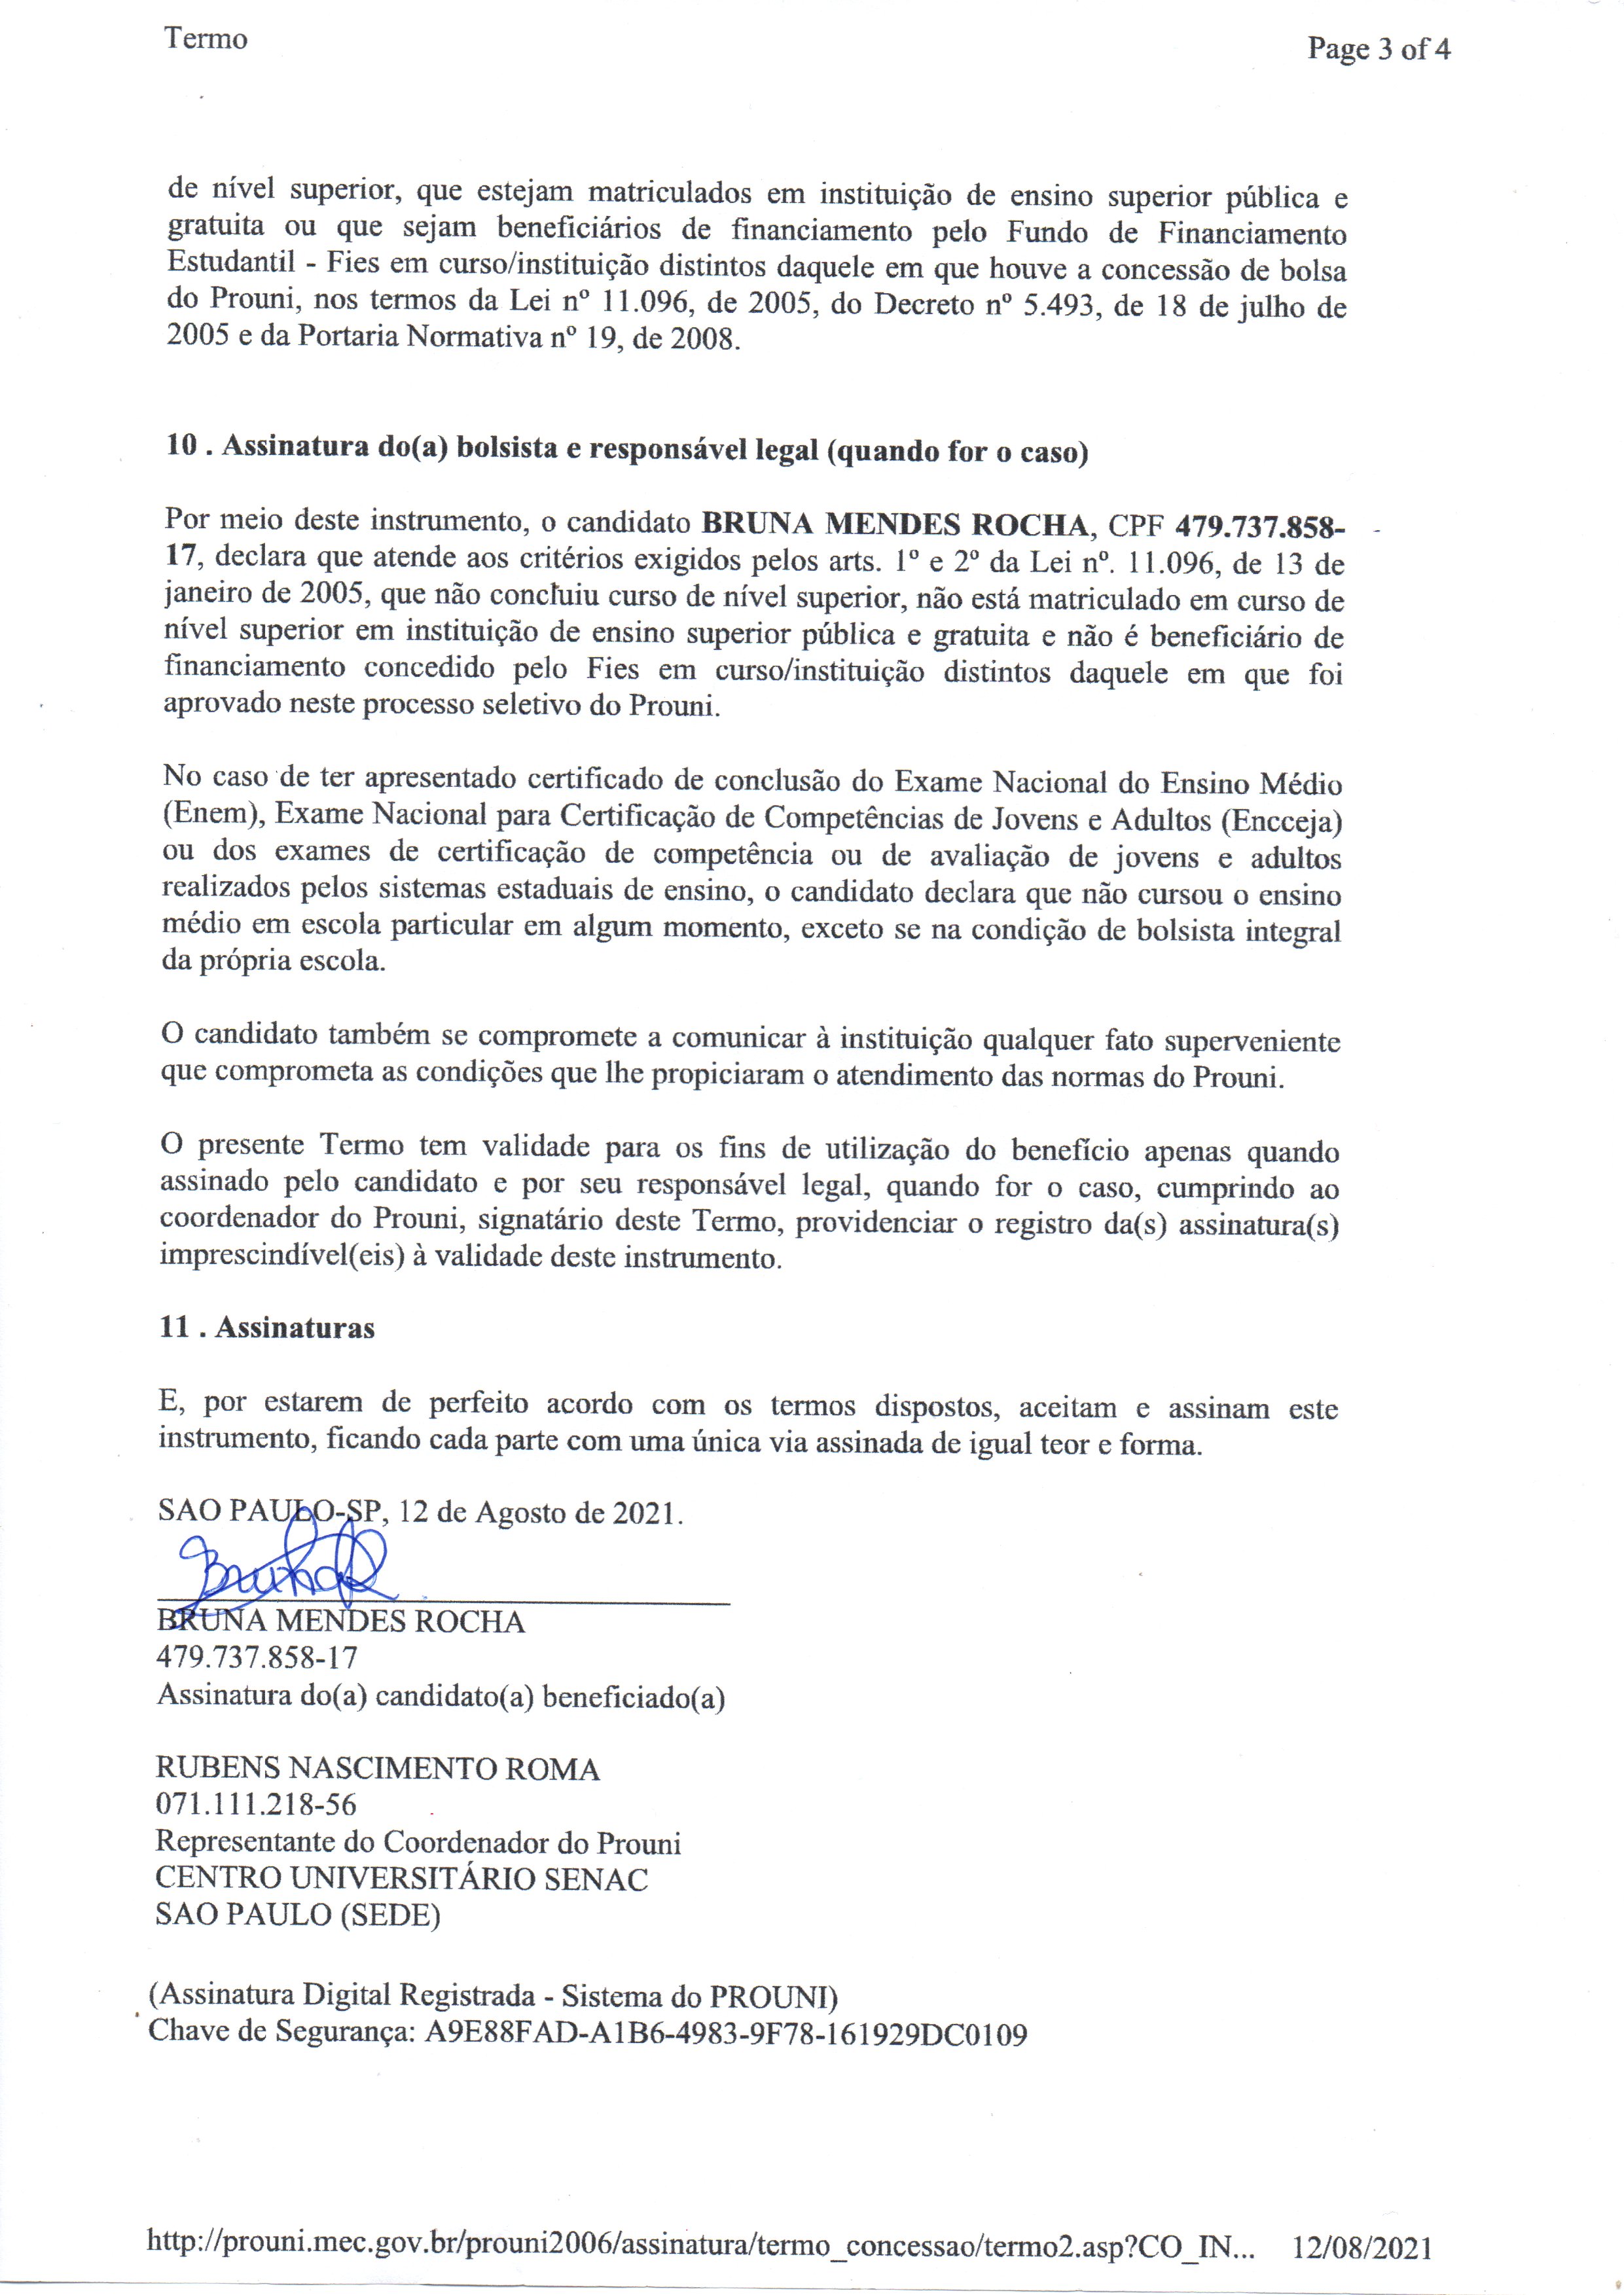 Termo
Page 3 of 4
de nível superior, que estejam matriculados em instituição de ensino superior pública e
gratuita ou que sejam beneficiários de financiamento pelo Fundo de Financiamento
Estudantil - Fies em curso/instituição distintos daquele em que houve a concessão de bolsa
do Prouni, nos termos da Lei nº 11.096, de 2005, do Decreto nº 5.493, de 18 de julho de
2005 e da Portaria Normativa nº 19, de 2008.
10 . Assinatura do(a) bolsista e responsável legal (quando for o caso)
Por meio deste instrumento, o candidato BRUNA MENDES ROCHA, CPF 479.737.858-
17, declara que atende aos critérios exigidos pelos arts. 1º e 2º da Lei nº. 11.096, de 13 de
janeiro de 2005, que não concluiu curso de nível superior, não está matriculado em curso de
nível superior em instituição de ensino superior pública e gratuita e não é beneficiário de
financiamento concedido pelo Fies em curso/instituição distintos daquele em que foi
aprovado neste processo seletivo do Prouni.
No caso de ter apresentado certificado de conclusão do Exame Nacional do Ensino Médio
(Enem), Exame Nacional para Certificação de Competências de Jovens e Adultos (Encceja)
ou dos exames de certificação de competência ou de avaliação de jovens e adultos
realizados pelos sistemas estaduais de ensino, o candidato declara que não cursou o ensino
médio em escola particular em algum momento, exceto se na condição de bolsista integral
da própria escola.
O candidato também se compromete a comunicar à instituição qualquer fato superveniente
que comprometa as condições que lhe propiciaram o atendimento das normas do Prouni.
O presente Termo tem validade para os fins de utilização do benefício apenas quando
assinado pelo candidato e por seu responsável legal, quando for o caso, cumprindo ao
coordenador do Prouni, signatário deste Termo, providenciar o registro da(s) assinatura(s)
imprescindível(eis) à validade deste instrumento.
11 . Assinaturas
E, por estarem de perfeito acordo com os termos dispostos, aceitam e assinam este
instrumento, ficando cada parte com uma única via assinada de igual teor e forma.
SAO PAULO-SP, 12 de Agosto de 2021.
BRUNA MENDES ROCHA
479.737.858-17
Assinatura do(a) candidato(a) beneficiado(a)
RUBENS NASCIMENTO ROMA
071.111.218-56
Representante do Coordenador do Prouni
CENTRO UNIVERSITÁRIO SENAC
SAO PAULO (SEDE)
(Assinatura Digital Registrada - Sistema do PROUNI)
Chave de Segurança: A9E88FAD-A1B6-4983-9F78-161929DC0109
http://prouni.mec.gov.br/prouni2006/assinatura/termo_concessao/termo2.asp?CO_IN... 12/08/2021